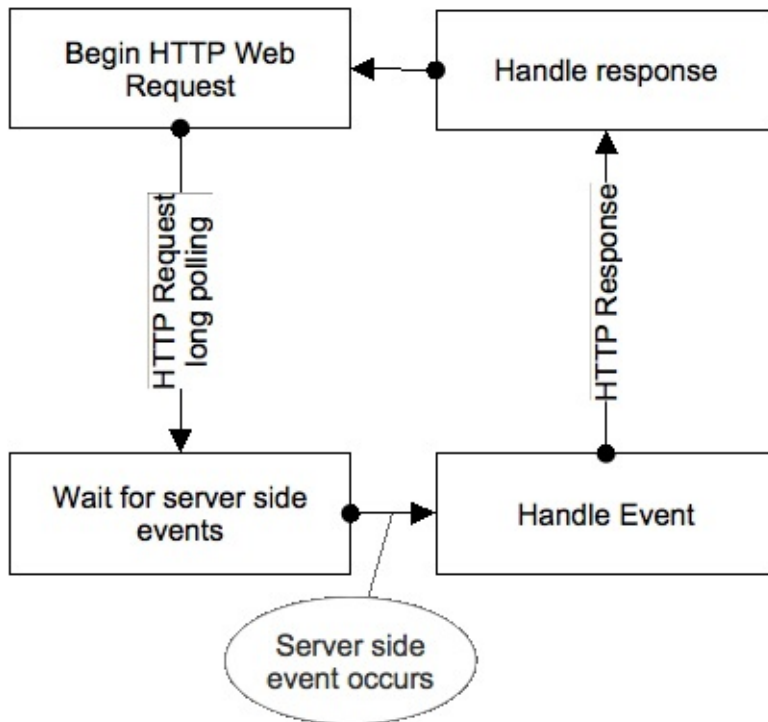 Begin HTTP Web
Request
Handle response
HTTP Request
long polling
HTTP Response
Wait for server side
events
Handle Event
Server side
event occurs